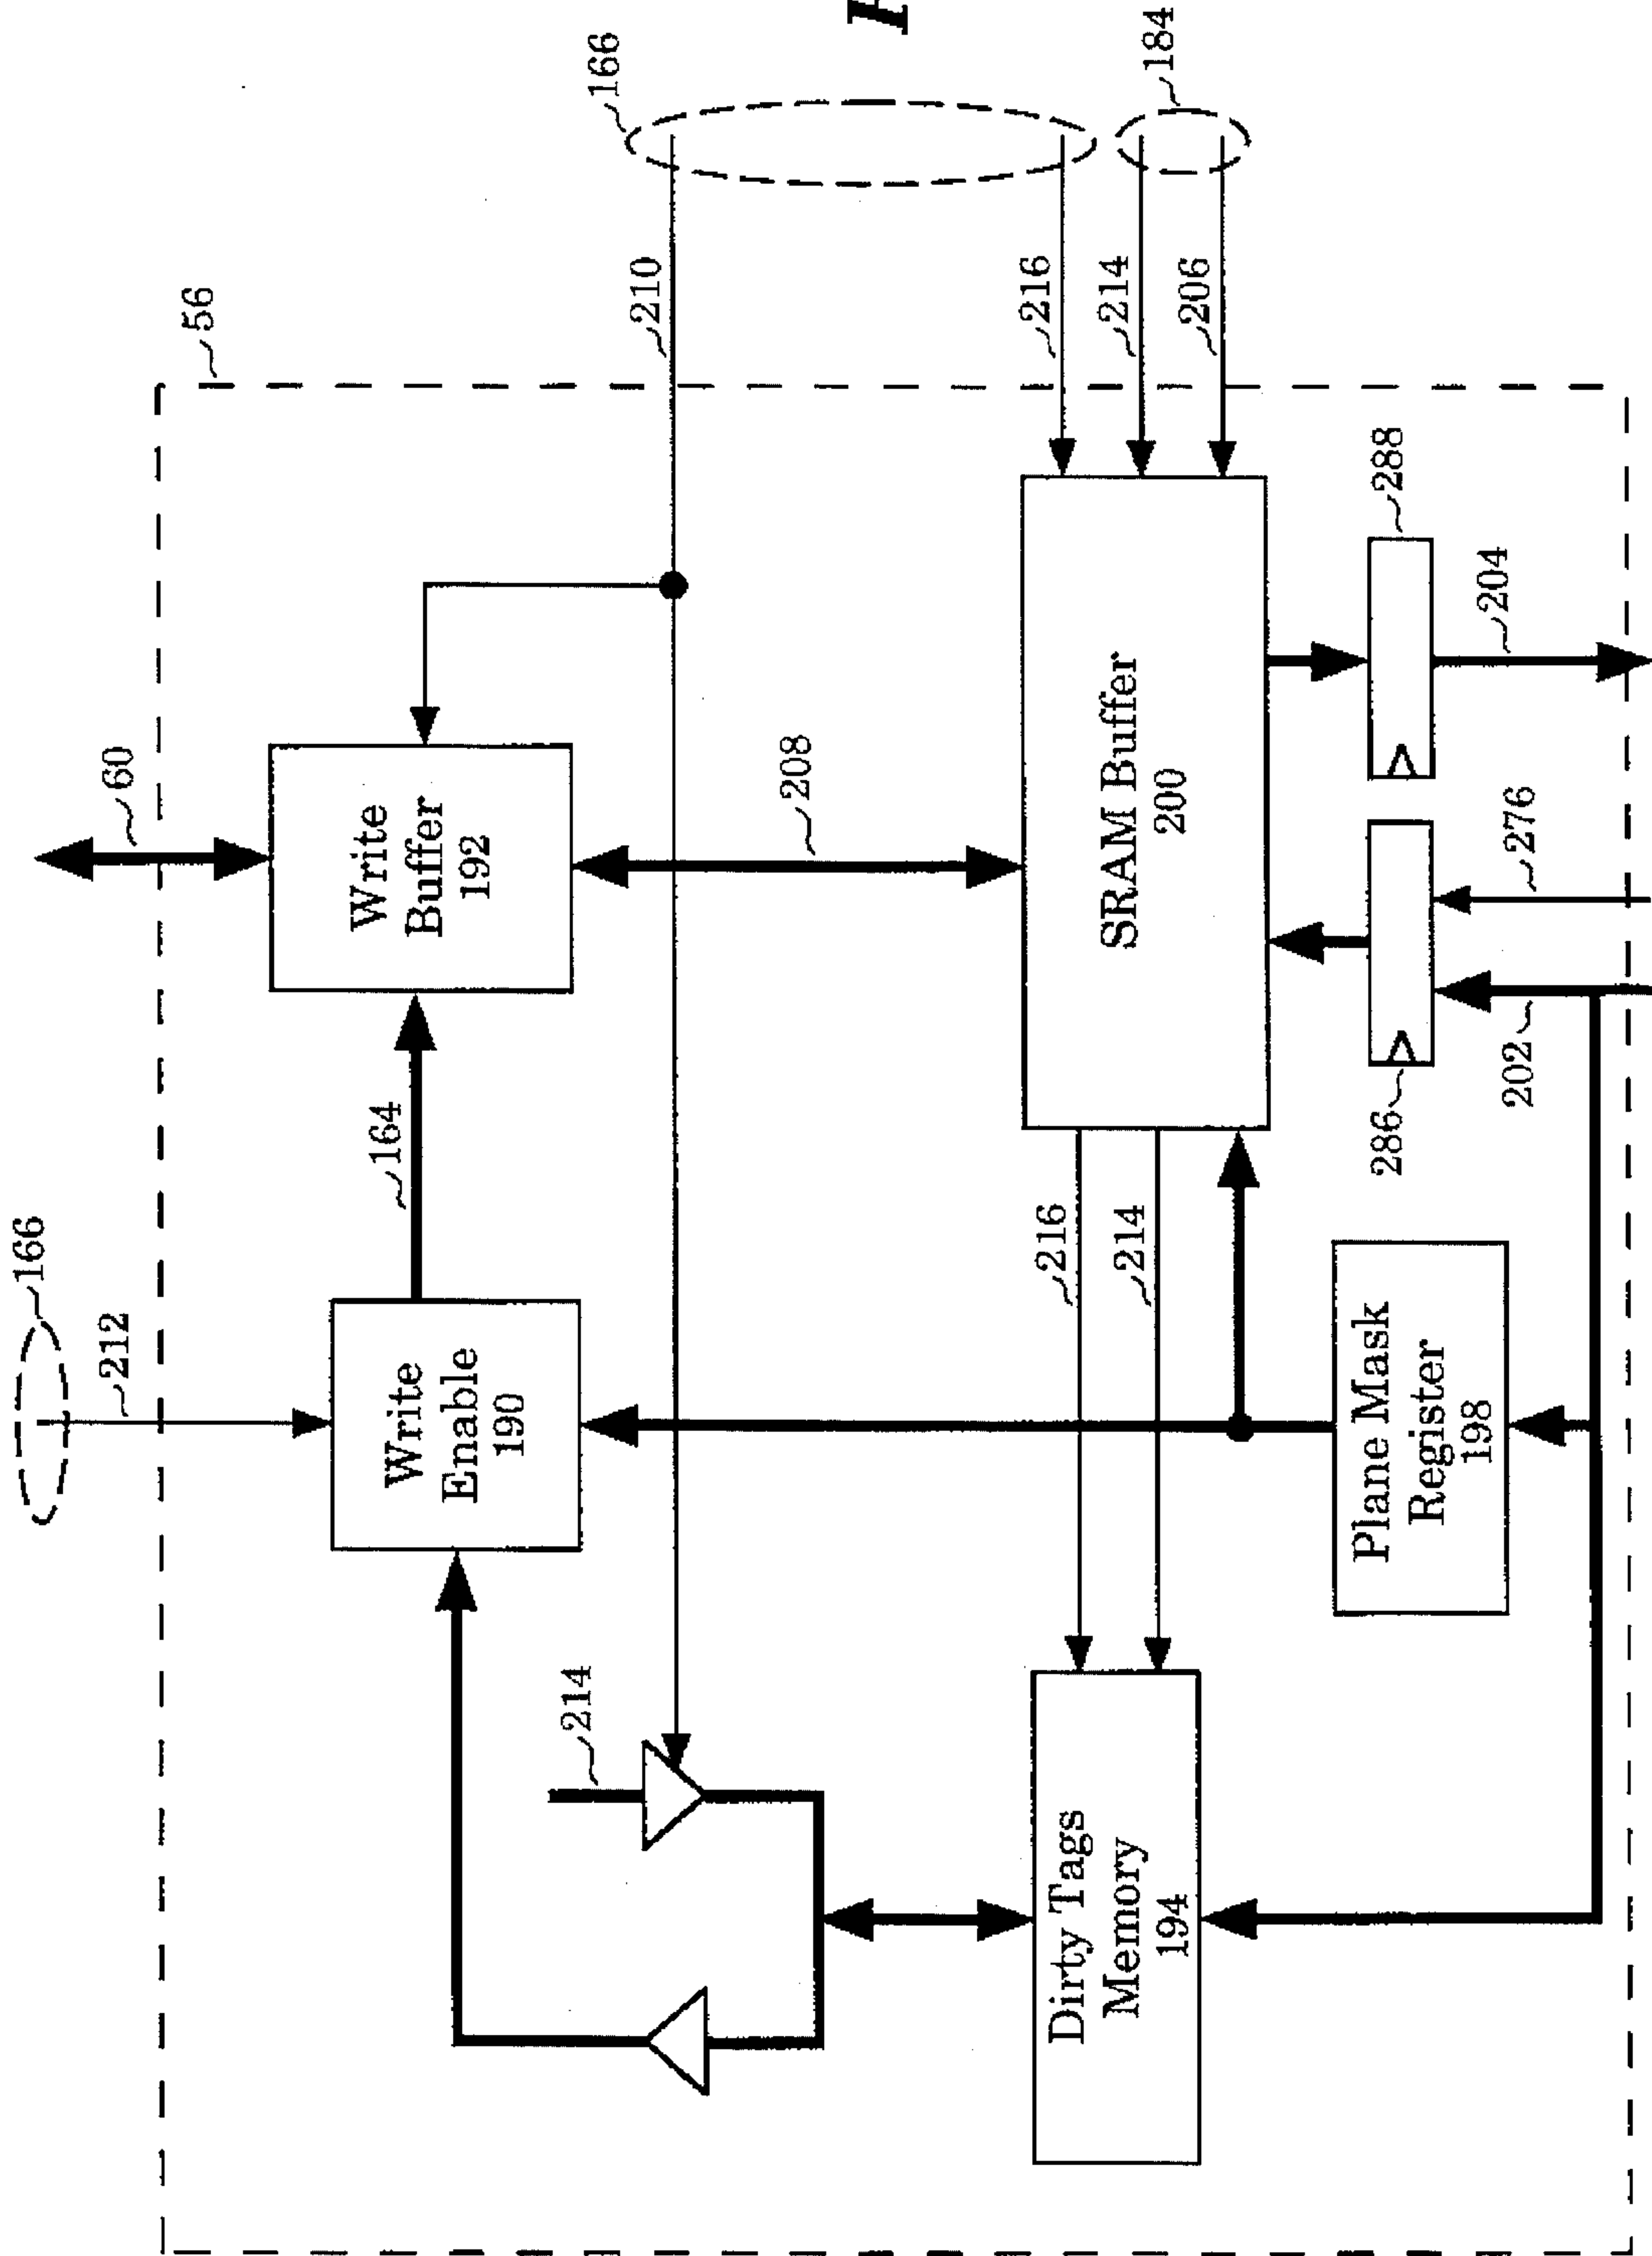 166
212
60
56
Write
Enable
190
164
Write
Buffer
192
166
210
214
208
184
Dirty Tags
Memory
194
216
214
SRAM Buffer
200
216
214
206
Plane Mask
Register
198
286
288
202
276
204